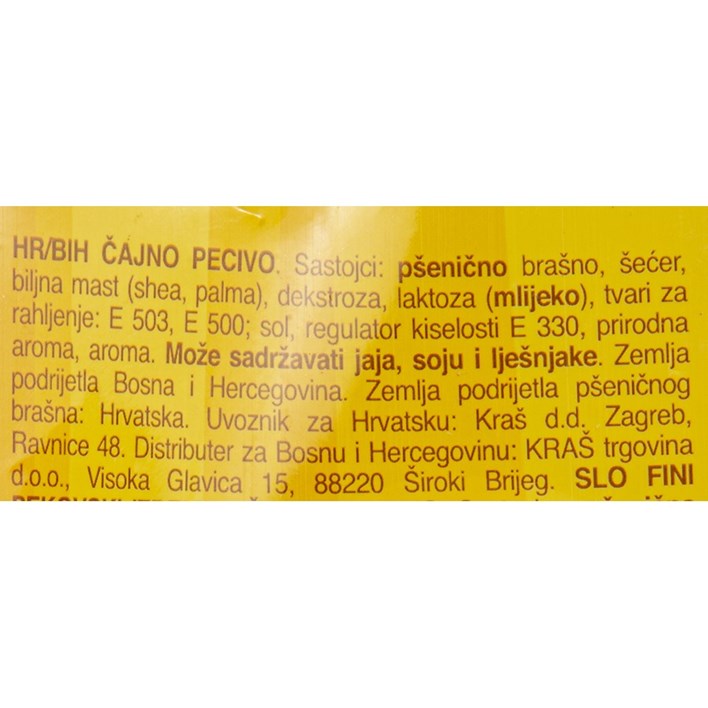 HR/BIH ČAJNO PECIVO. Sastojci: pšenično brašno, šećer,
biljna mast (shea, palma), dekstroza, laktoza (mlijeko), tvari za
rahljenje: E 503, E 500; sol, regulator kiselosti E 330, prirodna
aroma, aroma. Može sadržavati jaja, soju i lješnjake. Zemlja
podrijetla Bosna i Hercegovina. Zemlja podrijetla pšeničnog
brašna: Hrvatska. Uvoznik za Hrvatsku: Kraš d.d. Zagreb,
Ravnice 48. Distributer za Bosnu i Hercegovinu: KRAŠ trgovina
d.o.o., Visoka Glavica 15, 88220 Široki Brijeg. SLO FINI